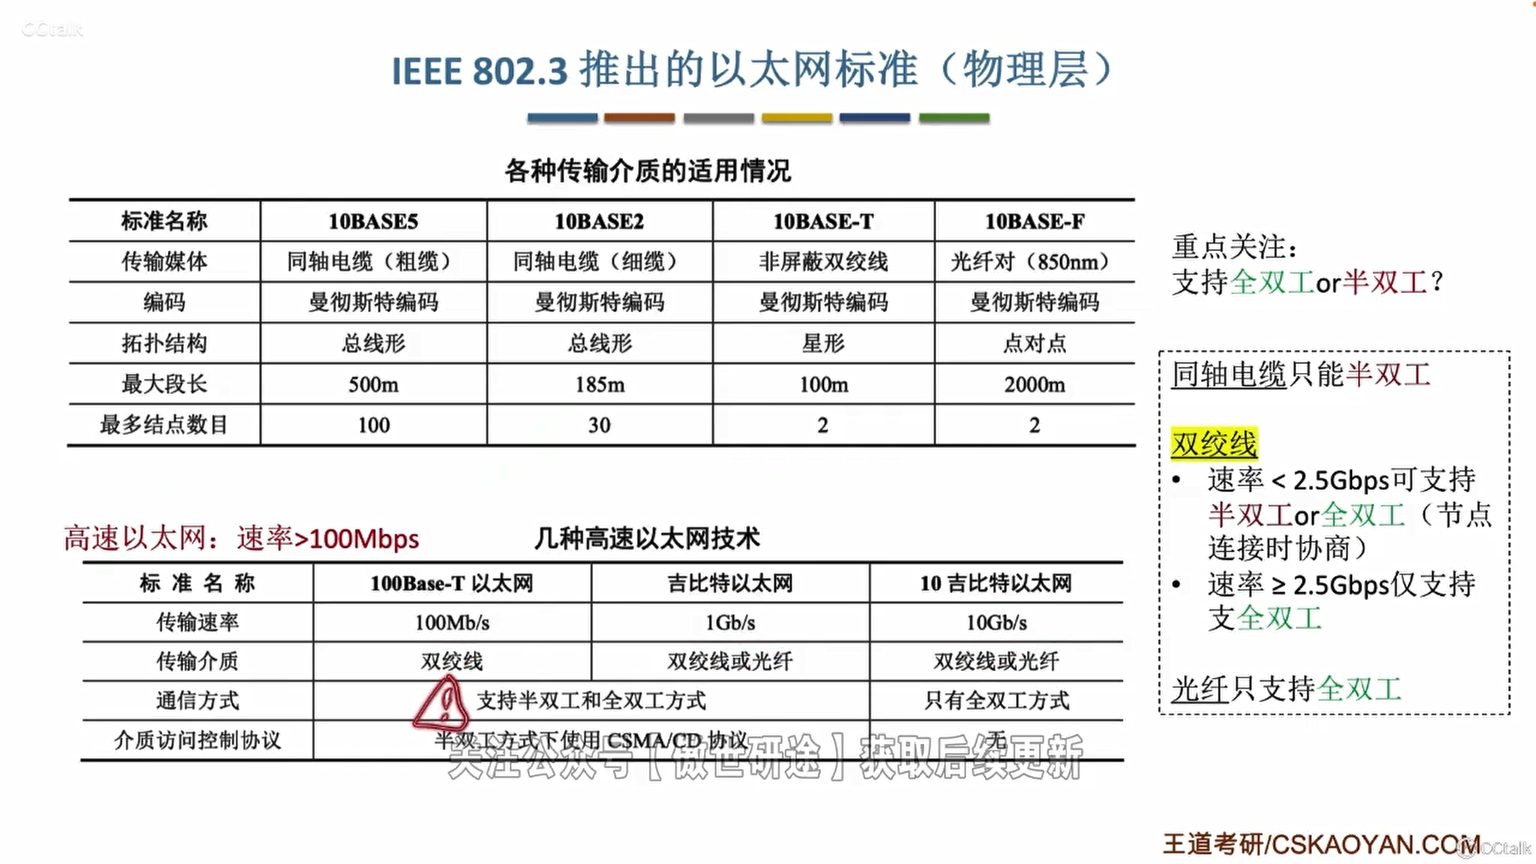 CCtalk
IEEE 802.3 推出的以太网标准（物理层）
各种传输介质的适用情况
标准名称 10BASE5 10BASE2 10BASE-T 10BASE-F
传输媒体 同轴电缆（粗缆） 同轴电缆（细缆） 非屏蔽双绞线 光纤对（850nm）
编码 曼彻斯特编码 曼彻斯特编码 曼彻斯特编码 曼彻斯特编码
拓扑结构 总线形 总线形 星形 点对点
最大段长 500m 185m 100m 2000m
最多结点数目 100 30 2 2
重点关注：
支持全双工or半双工？
同轴电缆只能半双工
双绞线
• 速率 < 2.5Gbps可支持
半双工or全双工（节点
连接时协商）
• 速率 ≥ 2.5Gbps仅支持
支全双工
光纤只支持全双工
高速以太网：速率>100Mbps
几种高速以太网技术
标 准 名 称 100Base-T 以太网 吉比特以太网 10 吉比特以太网
传输速率 100Mb/s 1Gb/s 10Gb/s
传输介质 双绞线 双绞线或光纤 双绞线或光纤
通信方式 支持半双工和全双工方式 只有全双工方式
介质访问控制协议 半双工方式下使用 CSMA/CD 协议 无
关注公众号【傲世研途】获取后续更新
王道考研/CSKAOYAN.COM
CCtalk